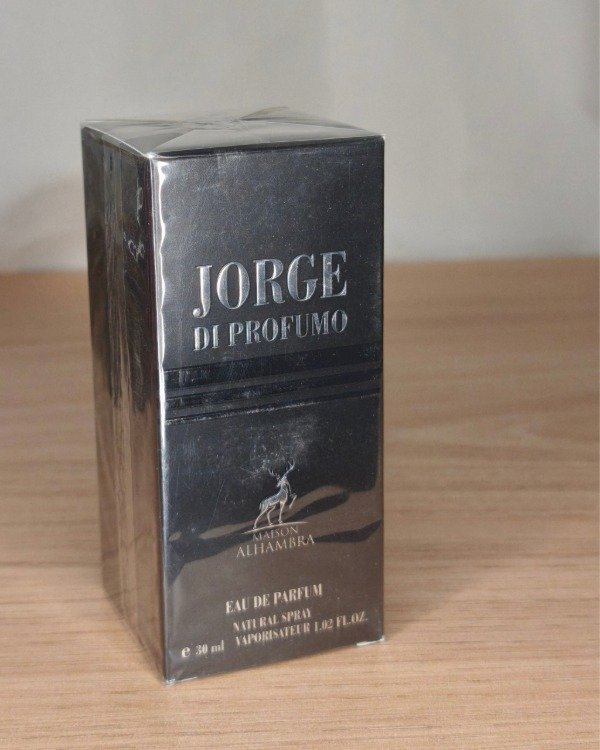 JORGE
DI PROFUMO
MAISON
ALHAMBRA
EAU DE PARFUM
NATURAL SPRAY
e 30 ml VAPORISATEUR 1.02 FL.OZ.